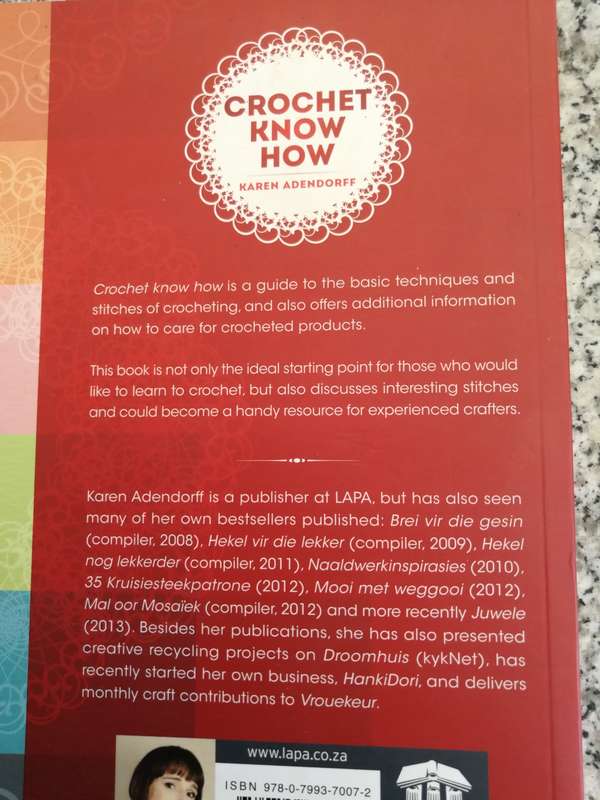 CROCHET
KNOW
HOW
KAREN ADENDORFF
Crochet know how is a guide to the basic techniques and
stitches of crocheting, and also offers additional information
on how to care for crocheted products.
This book is not only the ideal starting point for those who would
like to learn to crochet, but also discusses interesting stitches
and could become a handy resource for experienced crafters.
Karen Adendorff is a publisher at LAPA, but has also seen
many of her own bestsellers published: Brei vir die gesin
(compiler, 2008), Hekel vir die lekker (compiler, 2009), Hekel
nog lekkerder (compiler, 2011), Naaldwerkinspirasies (2010),
35 Kruisiesteekpatrone (2012), Mooi met weggooi (2012),
Mal oor Mosaïek (compiler, 2012) and more recently Juwele
(2013). Besides her publications, she has also presented
creative recycling projects on Droomhuis (kykNet), has
recently started her own business, HankiDori, and delivers
monthly craft contributions to Vrouekeur.
www.lapa.co.za
ISBN 978-0-7993-7007-2